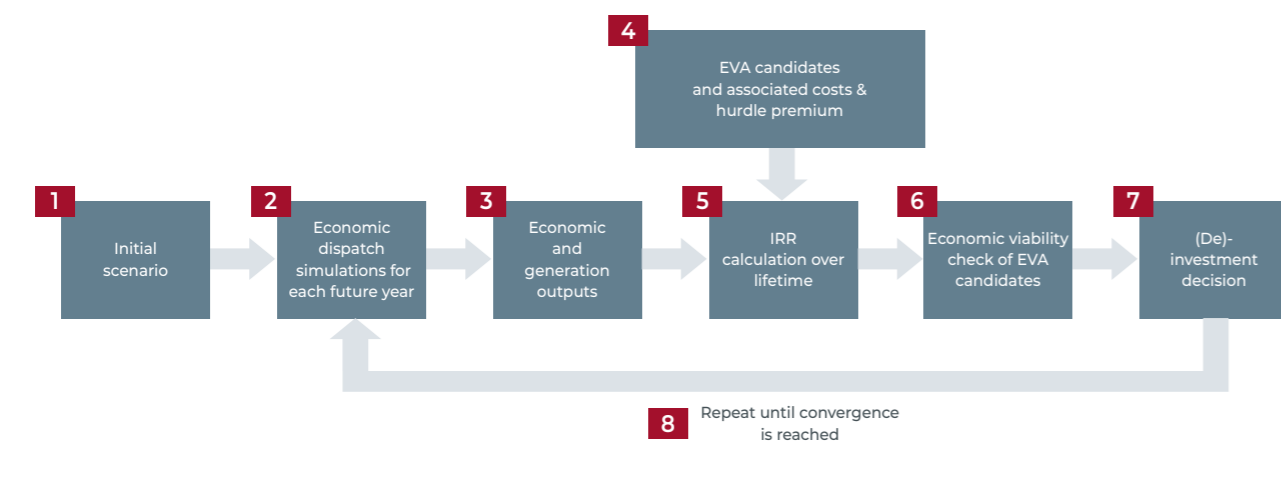 4
EVA candidates
and associated costs &
hurdle premium
1
Initial
scenario
2
Economic
dispatch
simulations for
each future year
3
Economic
and
generation
outputs
5
IRR
calculation over
lifetime
6
Economic viability
check of EVA
candidates
7
(De)-
investment
decision
8
Repeat until convergence
is reached